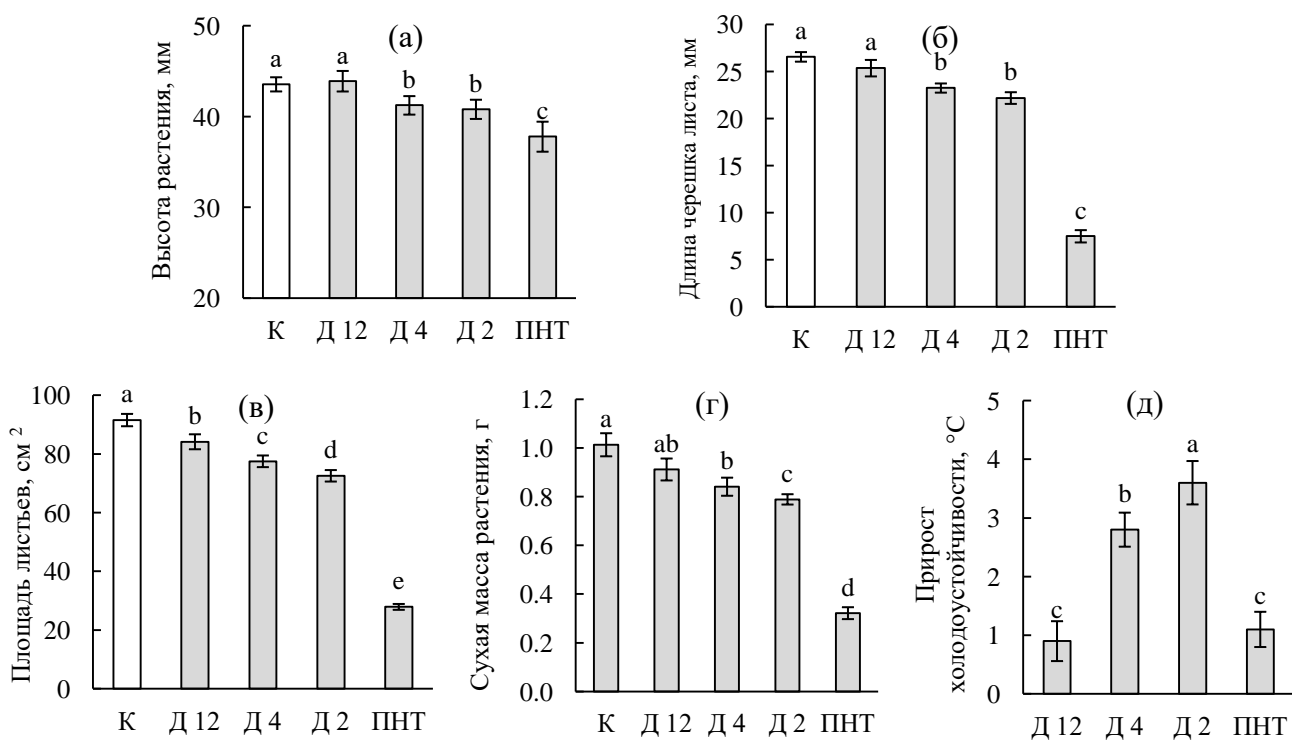 (а)
Высота растения, мм
50
40
30
20
a
a
b
b
c
К
Д 12
Д 4
Д 2
ПНТ
(б)
Длина черешка листа, мм
30
25
20
15
10
5
0
a
a
b
b
c
К
Д 12
Д 4
Д 2
ПНТ
(в)
Площадь листьев, см -2
100
80
60
40
20
0
a
b
c
d
e
К
Д 12
Д 4
Д 2
ПНТ
(г)
Сухая масса растения, г
1.2
1.0
0.8
0.6
0.4
0.2
0.0
a
ab
b
c
d
К
Д 12
Д 4
Д 2
ПНТ
(д)
Прирост
холодоустойчивости, °С
5
4
3
2
1
0
c
b
a
c
Д 12
Д 4
Д 2
ПНТ